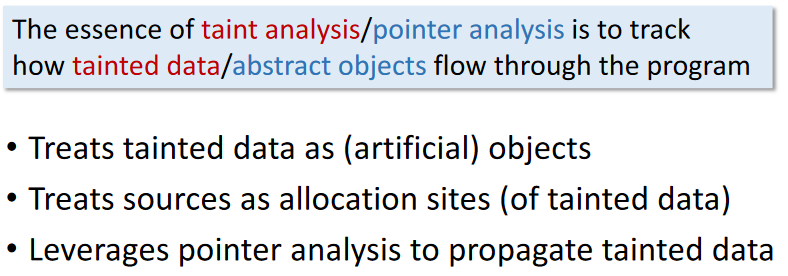 The essence of taint analysis/pointer analysis is to track
how tainted data/abstract objects flow through the program
• Treats tainted data as (artificial) objects
• Treats sources as allocation sites (of tainted data)
• Leverages pointer analysis to propagate tainted data